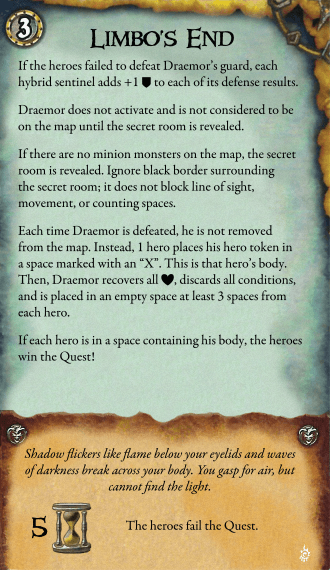 3
Limbo's End
If the heroes failed to defeat Draemor's guard, each
hybrid sentinel adds +1 to each of its defense results.
Draemor does not activate and is not considered to be
on the map until the secret room is revealed.
If there are no minion monsters on the map, the secret
room is revealed. Ignore black border surrounding
the secret room; it does not block line of sight,
movement, or counting spaces.
Each time Draemor is defeated, he is not removed
from the map. Instead, 1 hero places his hero token in
a space marked with an “X”. This is that hero's body.
Then, Draemor recovers all , discards all conditions,
and is placed in an empty space at least 3 spaces from
each hero.
If each hero is in a space containing his body, the heroes
win the Quest!
Shadow flickers like flame below your eyelids and waves
of darkness break across your body. You gasp for air, but
cannot find the light.
5
The heroes fail the Quest.